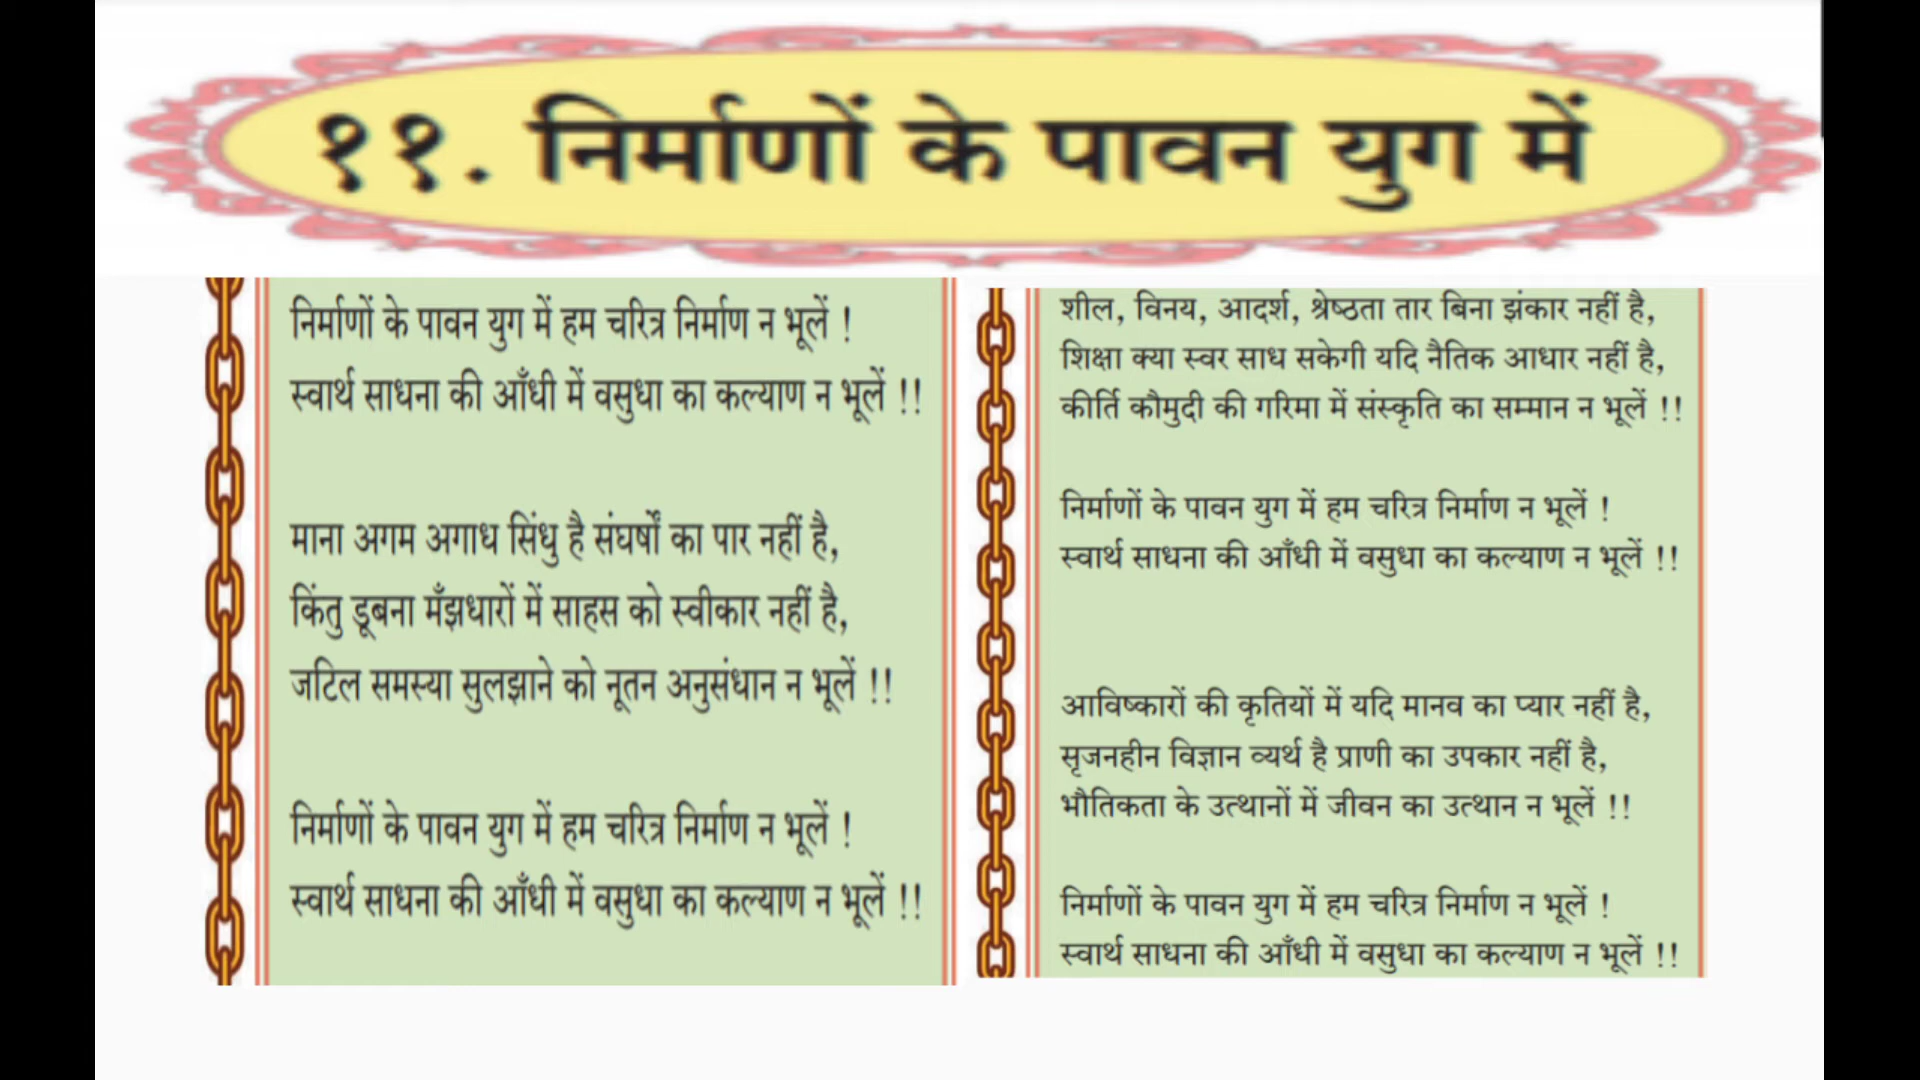 ११. निर्माणों के पावन युग में
निर्माणों के पावन युग में हम चरित्र निर्माण न भूलें !
स्वार्थ साधना की आँधी में वसुधा का कल्याण न भूलें !!
माना अगम अगाध सिंधु है संघर्षों का पार नहीं है,
किंतु डूबना मँझधारों में साहस को स्वीकार नहीं है,
जटिल समस्या सुलझाने को नूतन अनुसंधान न भूलें !!
निर्माणों के पावन युग में हम चरित्र निर्माण न भूलें !
स्वार्थ साधना की आँधी में वसुधा का कल्याण न भूलें !!
शील, विनय, आदर्श, श्रेष्ठता तार बिना झंकार नहीं है,
शिक्षा क्या स्वर साध सकेगी यदि नैतिक आधार नहीं है,
कीर्ति कौमुदी की गरिमा में संस्कृति का सम्मान न भूलें !!
निर्माणों के पावन युग में हम चरित्र निर्माण न भूलें !
स्वार्थ साधना की आँधी में वसुधा का कल्याण न भूलें !!
आविष्कारों की कृतियों में यदि मानव का प्यार नहीं है,
सृजनहीन विज्ञान व्यर्थ है प्राणी का उपकार नहीं है,
भौतिकता के उत्थानों में जीवन का उत्थान न भूलें !!
निर्माणों के पावन युग में हम चरित्र निर्माण न भूलें !
स्वार्थ साधना की आँधी में वसुधा का कल्याण न भूलें !!